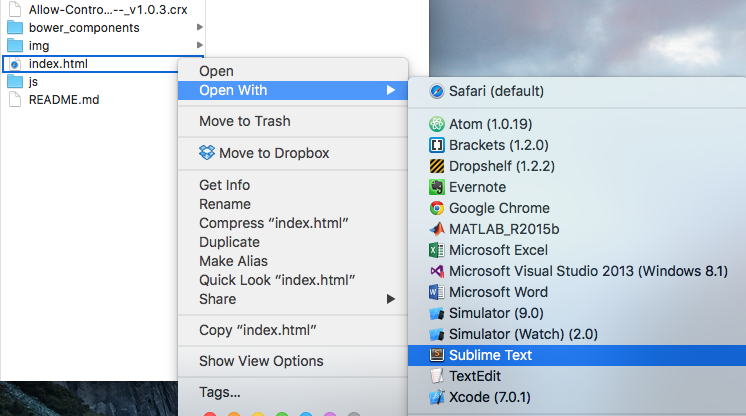 Allow-Contro...--_v1.0.3.crx
bower_components
img
index.html
js
README.md
Open
Open With
Move to Trash
Move to Dropbox
Get Info
Rename
Compress “index.html”
Duplicate
Make Alias
Quick Look “index.html”
Share
Copy “index.html”
Show View Options
Tags...
Safari (default)
Atom (1.0.19)
Brackets (1.2.0)
Dropshelf (1.2.2)
Evernote
Google Chrome
MATLAB_R2015b
Microsoft Excel
Microsoft Visual Studio 2013 (Windows 8.1)
Microsoft Word
Simulator (9.0)
Simulator (Watch) (2.0)
Sublime Text
TextEdit
Xcode (7.0.1)